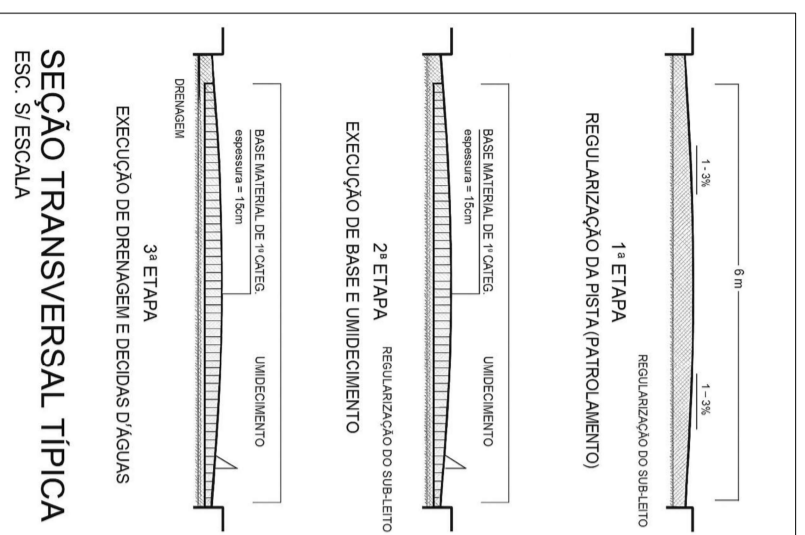 6 m
1 - 3%
1 – 3%
REGULARIZAÇÃO DO SUB-LEITO
1ª ETAPA
REGULARIZAÇÃO DA PISTA (PATROLAMENTO)
BASE MATERIAL DE 1ª CATEG.
espessura = 15cm
UMIDECIMENTO
REGULARIZAÇÃO DO SUB-LEITO
2ª ETAPA
EXECUÇÃO DE BASE E UMIDECIMENTO
BASE MATERIAL DE 1ª CATEG.
espessura = 15cm
UMIDECIMENTO
DRENAGEM
3ª ETAPA
EXECUÇÃO DE DRENAGEM E DECIDAS D'ÁGUAS
SEÇÃO TRANSVERSAL TÍPICA
ESC. S/ ESCALA